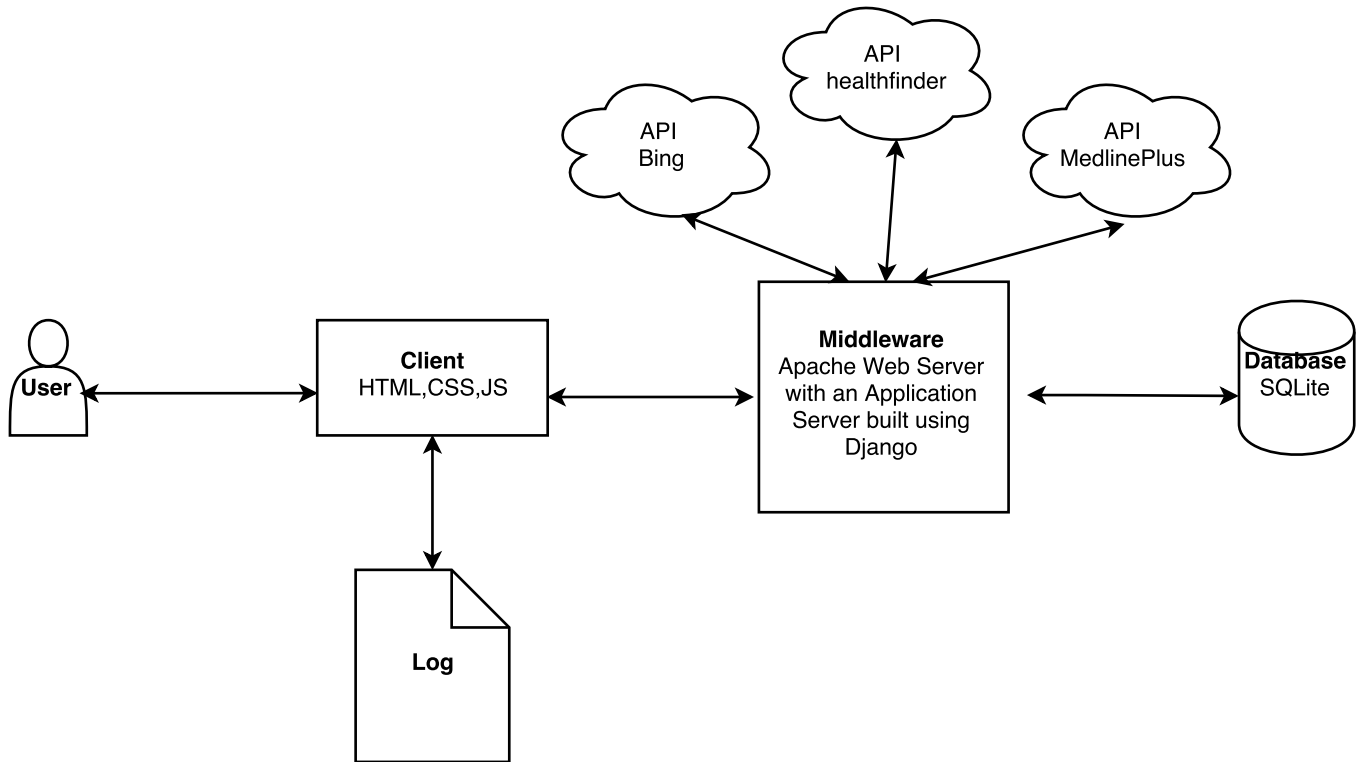 API
healthfinder
API
Bing
API
MedlinePlus
User
Client
HTML,CSS,JS
Middleware
Apache Web Server
with an Application
Server built using
Django
Database
SQLite
Log